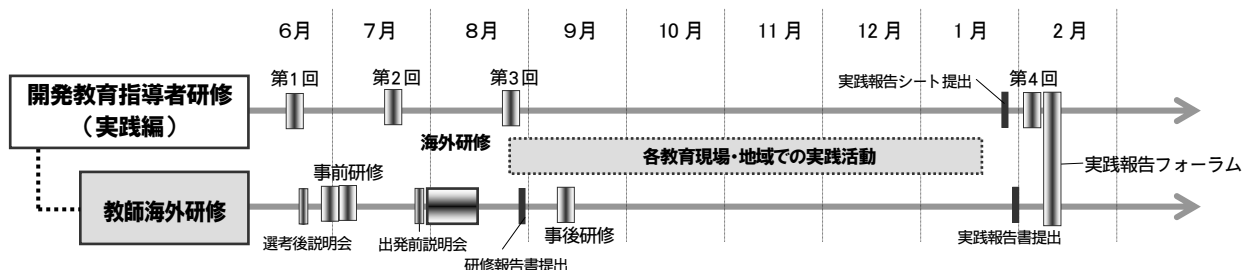 6月
7月
8月
9月
10 月
11 月
12 月
1 月
2 月
第1回
第2回
第3回
実践報告シート提出
第4回
開発教育指導者研修
（実践編）
海外研修
各教育現場・地域での実践活動
実践報告フォーラム
事前研修
教師海外研修
選考後説明会
出発前説明会
研修報告書提出
事後研修
実践報告書提出